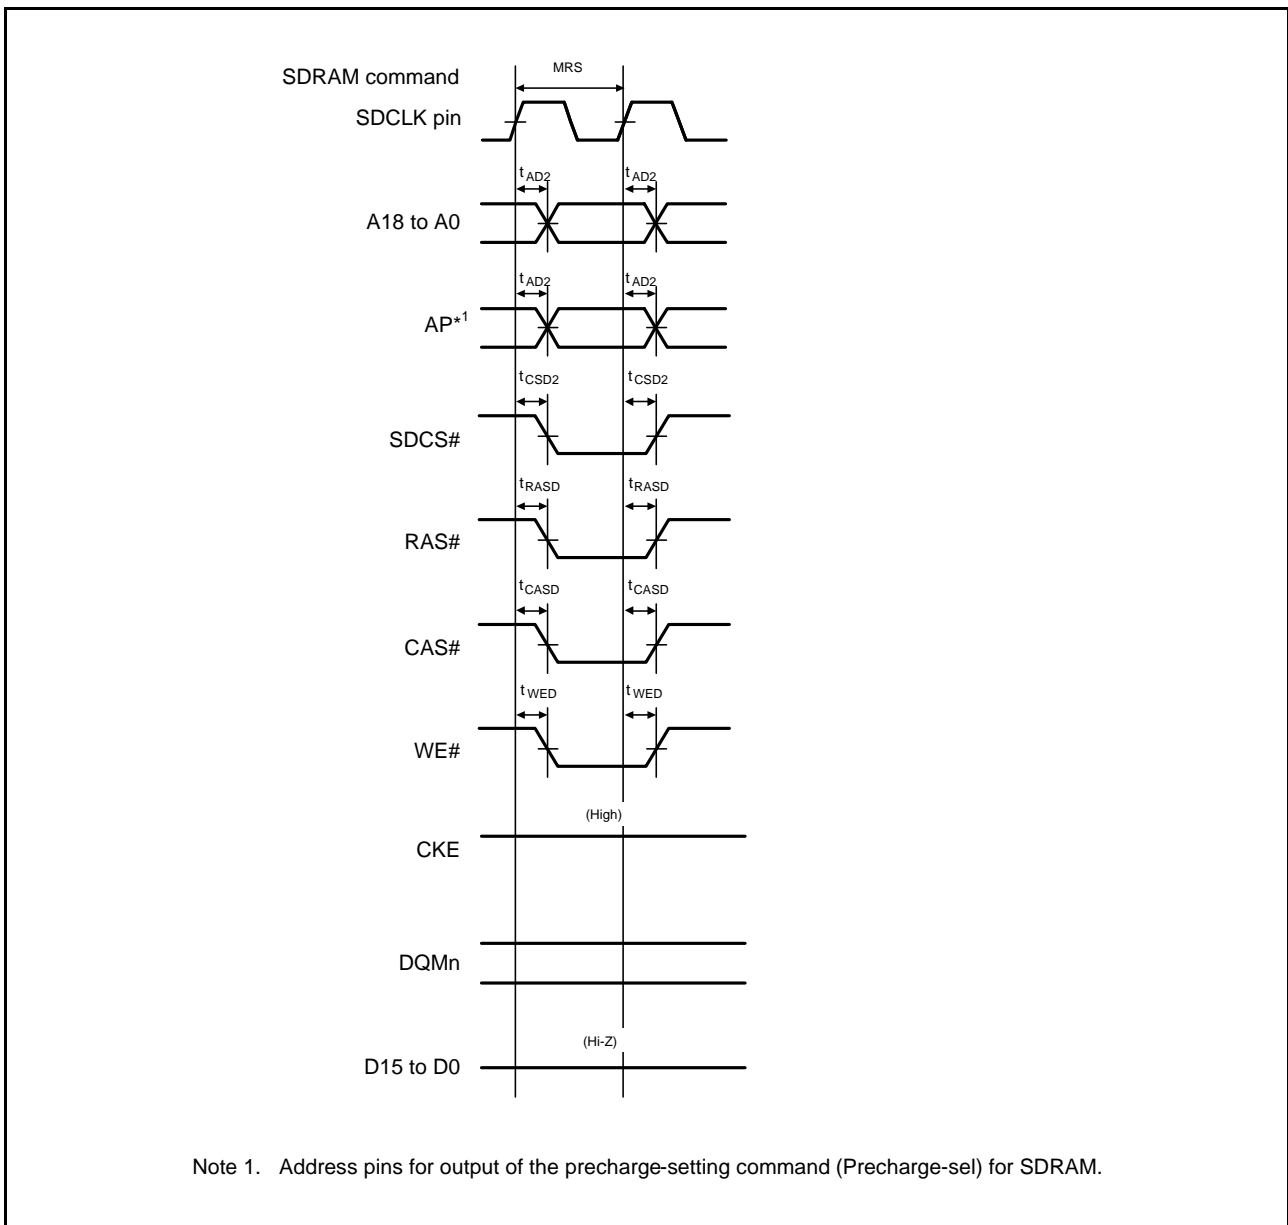 MRS
SDRAM command
SDCLK pin
tAD2 tAD2
A18 to A0
tAD2 tAD2
AP*1
tCSD2 tCSD2
SDCS#
tRASD tRASD
RAS#
tCASD tCASD
CAS#
tWED tWED
WE#
(High)
CKE
DQMn
(Hi-Z)
D15 to D0
Note 1. Address pins for output of the precharge-setting command (Precharge-sel) for SDRAM.